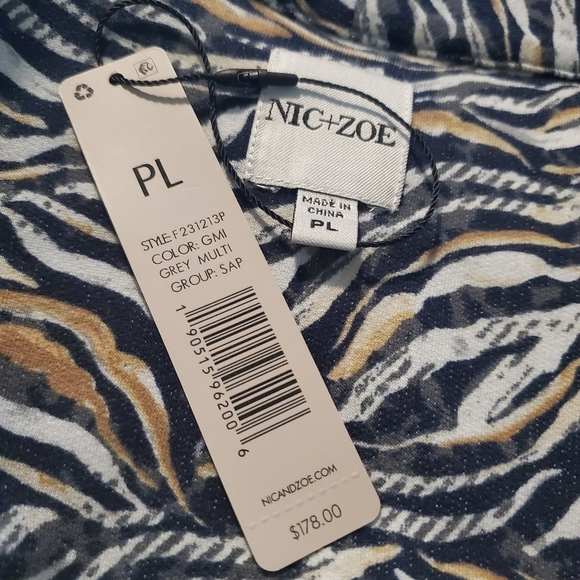 PL
STYLE: F231213P
COLOR: GMI
GREY MULTI
GROUP: SAP
1 90515 96200 6
NICANDZOE.COM
$178.00
NIC+ZOE
MADE IN
CHINA
PL